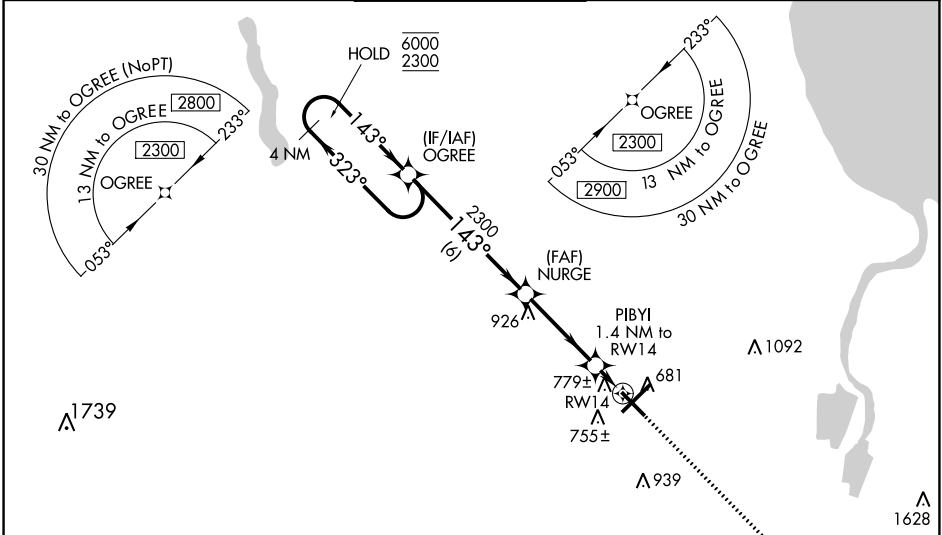 30 NM to OGREE (NoPT)
2800
13 NM to OGREE
2300
233°
OGREE
053°
HOLD
6000
2300
143°
4 NM
323°
(IF/IAF)
OGREE
2300
143°
(6)
(FAF)
NURGE
926
PIBYI
1.4 NM to
RW14
779±
681
RW14
755±
233°
OGREE
053°
2300
13 NM to OGREE
2900
30 NM to OGREE
1092
1739
939
1628